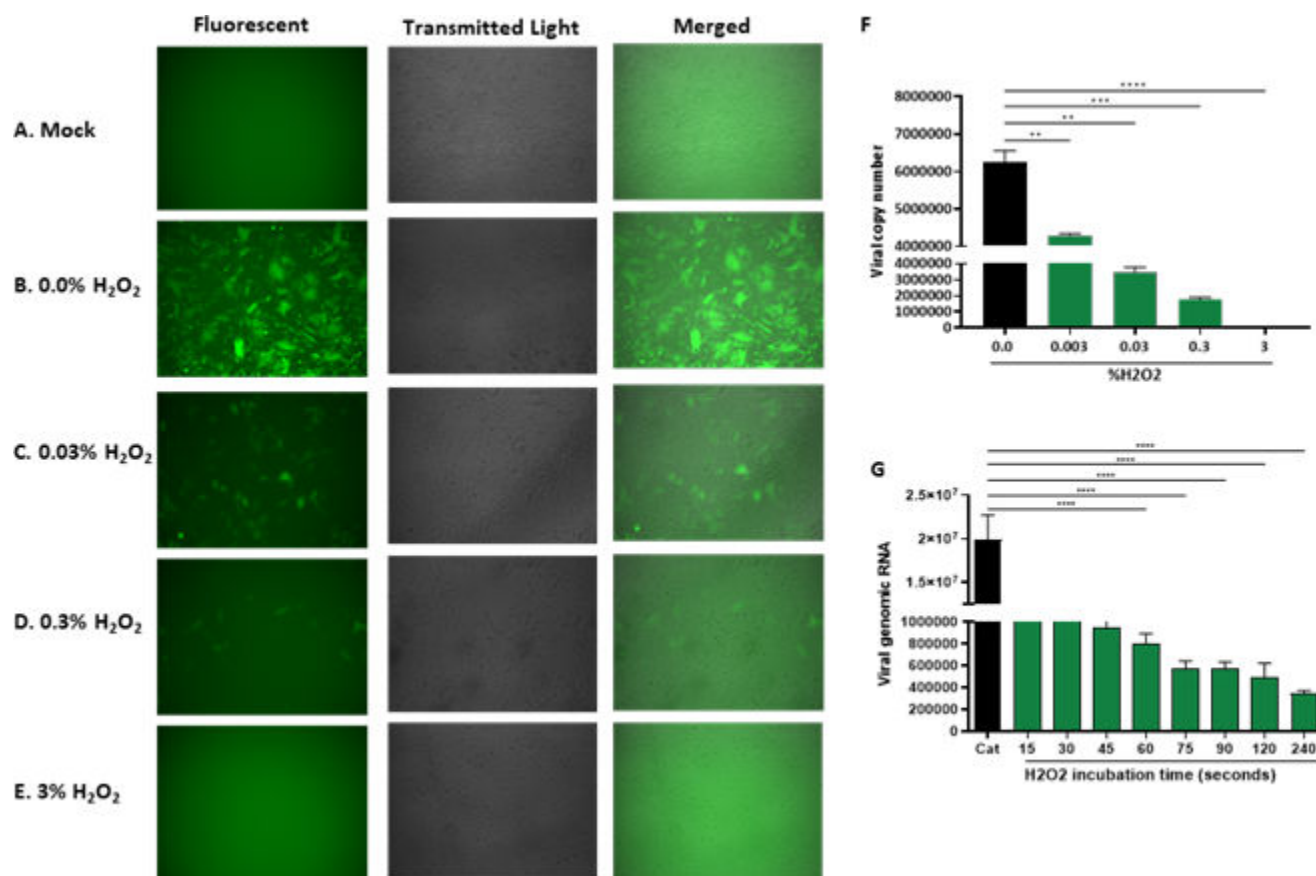 Fluorescent Transmitted Light Merged
A. Mock
B. 0.0% H₂O₂
C. 0.03% H₂O₂
D. 0.3% H₂O₂
E. 3% H₂O₂
F
****
***
**
**
Viral copy number
8000000
7000000
6000000
5000000
4000000
4000000
3000000
2000000
1000000
0
0.0 0.003 0.03 0.3 3
%H2O2
G
****
****
****
****
****
Viral genomic RNA
2.5×10⁷
2×10⁷
1.5×10⁷
1000000
800000
600000
400000
200000
0
Cat 15 30 45 60 75 90 120 240
H2O2 incubation time (seconds)